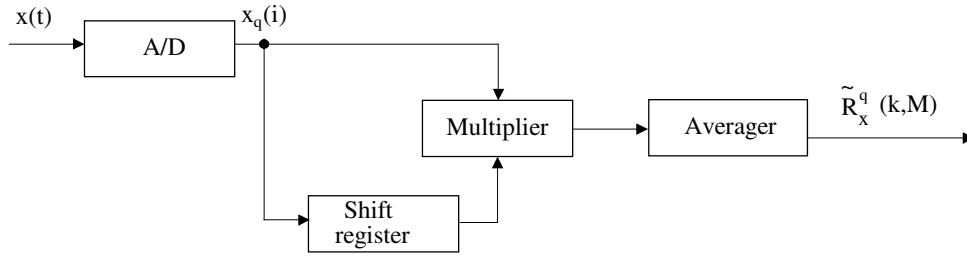 x(t)
x_q(i)
A/D
R̃_x^q (k,M)
Multiplier
Averager
Shift
register